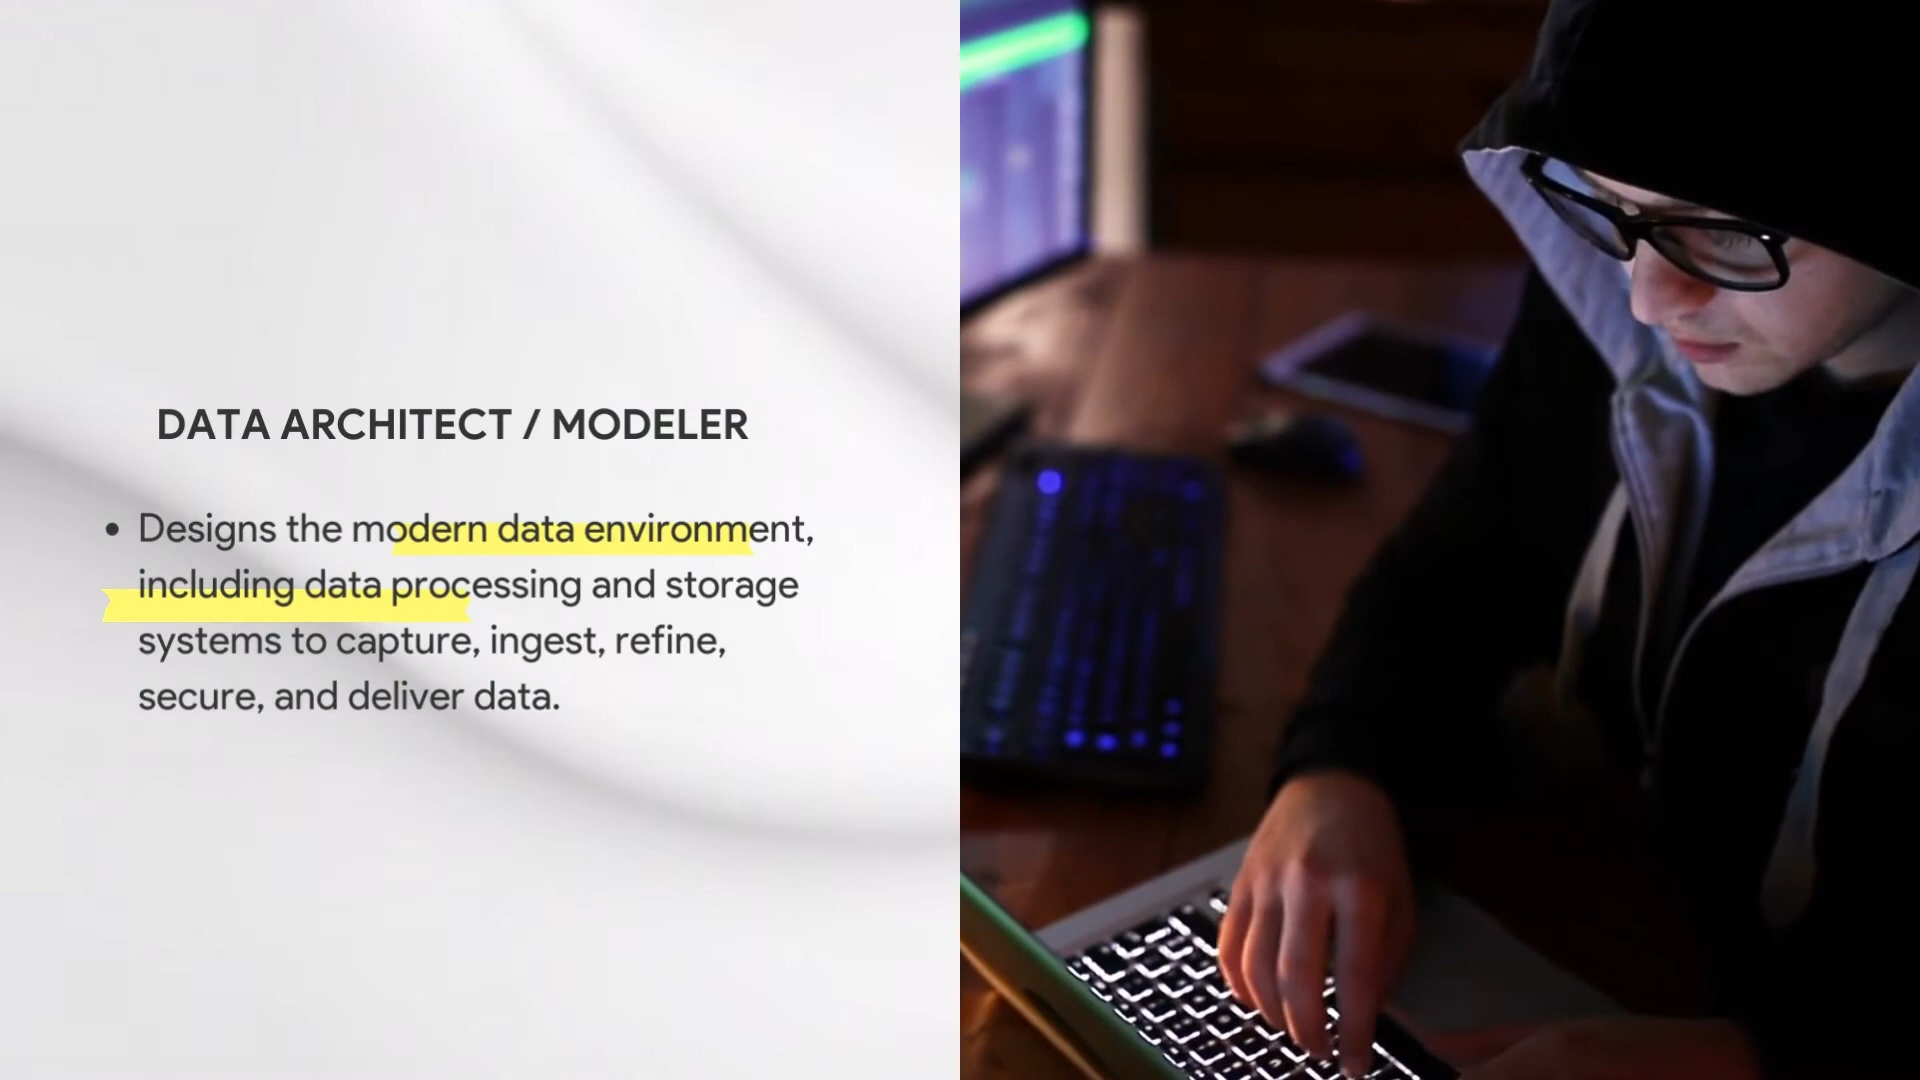 DATA ARCHITECT / MODELER
• Designs the modern data environment,
including data processing and storage
systems to capture, ingest, refine,
secure, and deliver data.